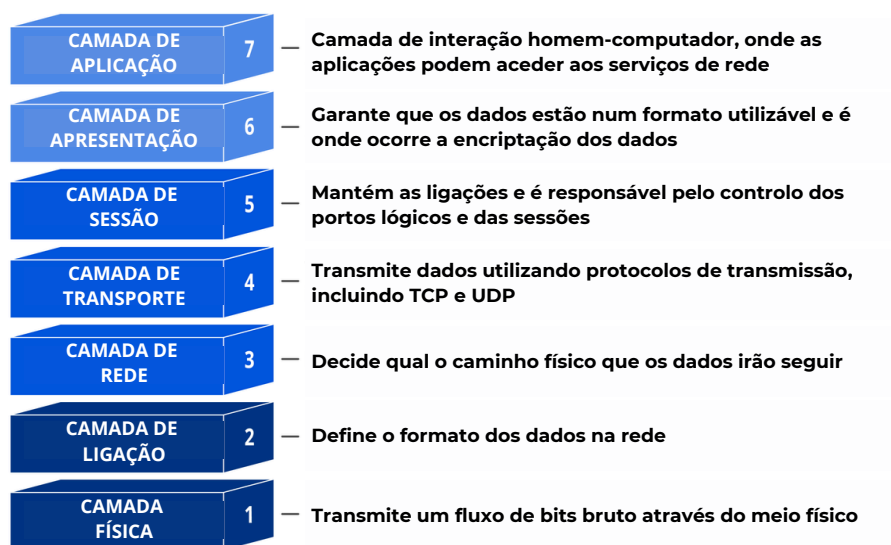 CAMADA DE
APLICAÇÃO
7
Camada de interação homem-computador, onde as
aplicações podem aceder aos serviços de rede
CAMADA DE
APRESENTAÇÃO
6
Garante que os dados estão num formato utilizável e é
onde ocorre a encriptação dos dados
CAMADA DE
SESSÃO
5
Mantém as ligações e é responsável pelo controlo dos
portos lógicos e das sessões
CAMADA DE
TRANSPORTE
4
Transmite dados utilizando protocolos de transmissão,
incluindo TCP e UDP
CAMADA DE
REDE
3
Decide qual o caminho físico que os dados irão seguir
CAMADA DE
LIGAÇÃO
2
Define o formato dos dados na rede
CAMADA
FÍSICA
1
Transmite um fluxo de bits bruto através do meio físico